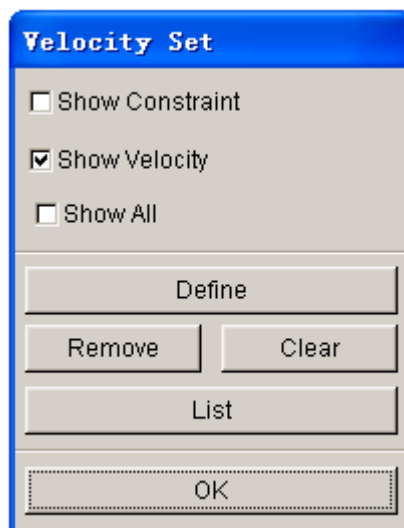 Velocity Set
Show Constraint
Show Velocity
Show All
Define
Remove Clear
List
OK